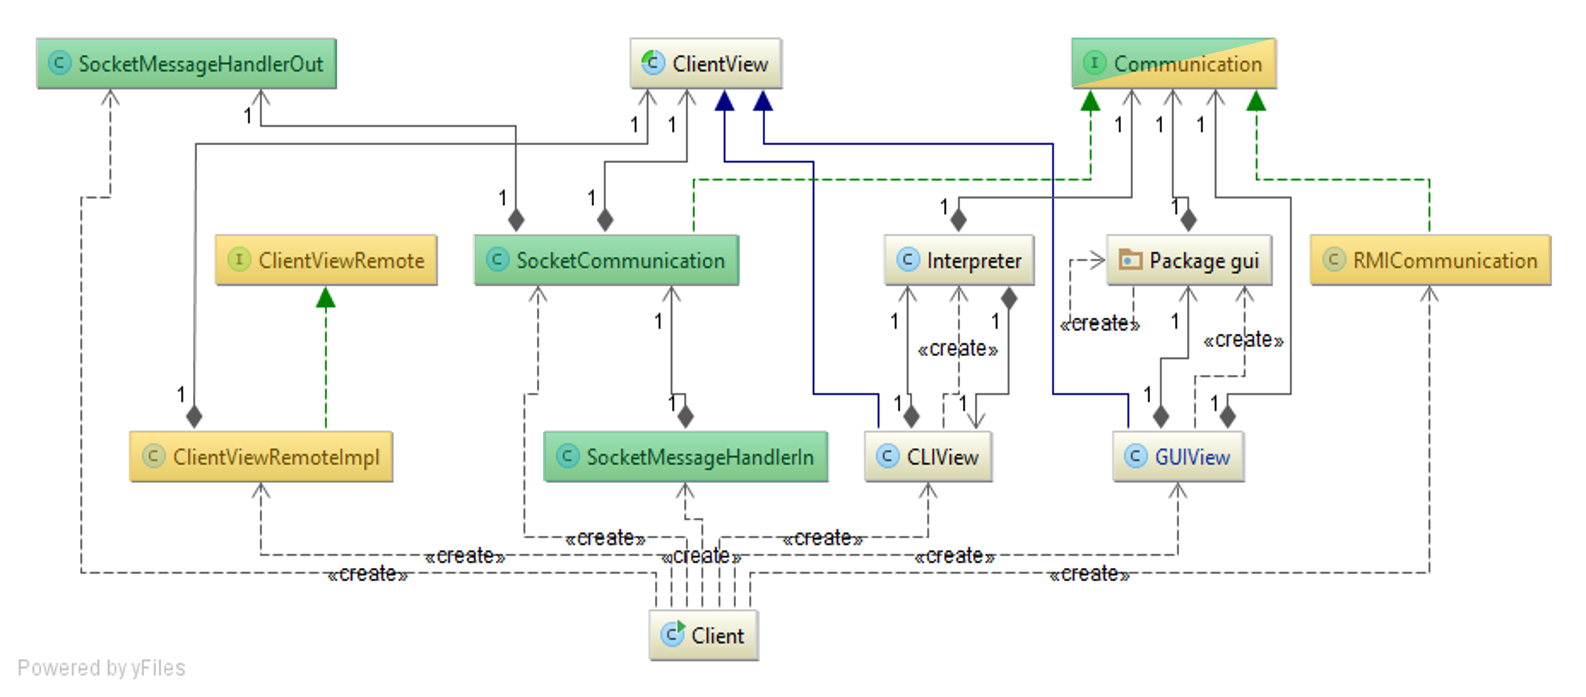 C SocketMessageHandlerOut
C ClientView
I Communication
1
1
1
1
1
1
1
1
1
1
I ClientViewRemote
C SocketCommunication
C Interpreter
Package gui
C RMICommunication
1
1
1
1
«create»
«create»
«create»
1
1
1
1
1
C ClientViewRemoteImpl
C SocketMessageHandlerIn
C CLIView
C GUIView
«create»
«create»
«create»
«create»
«create»
«create»
«create»
C Client
Powered by yFiles